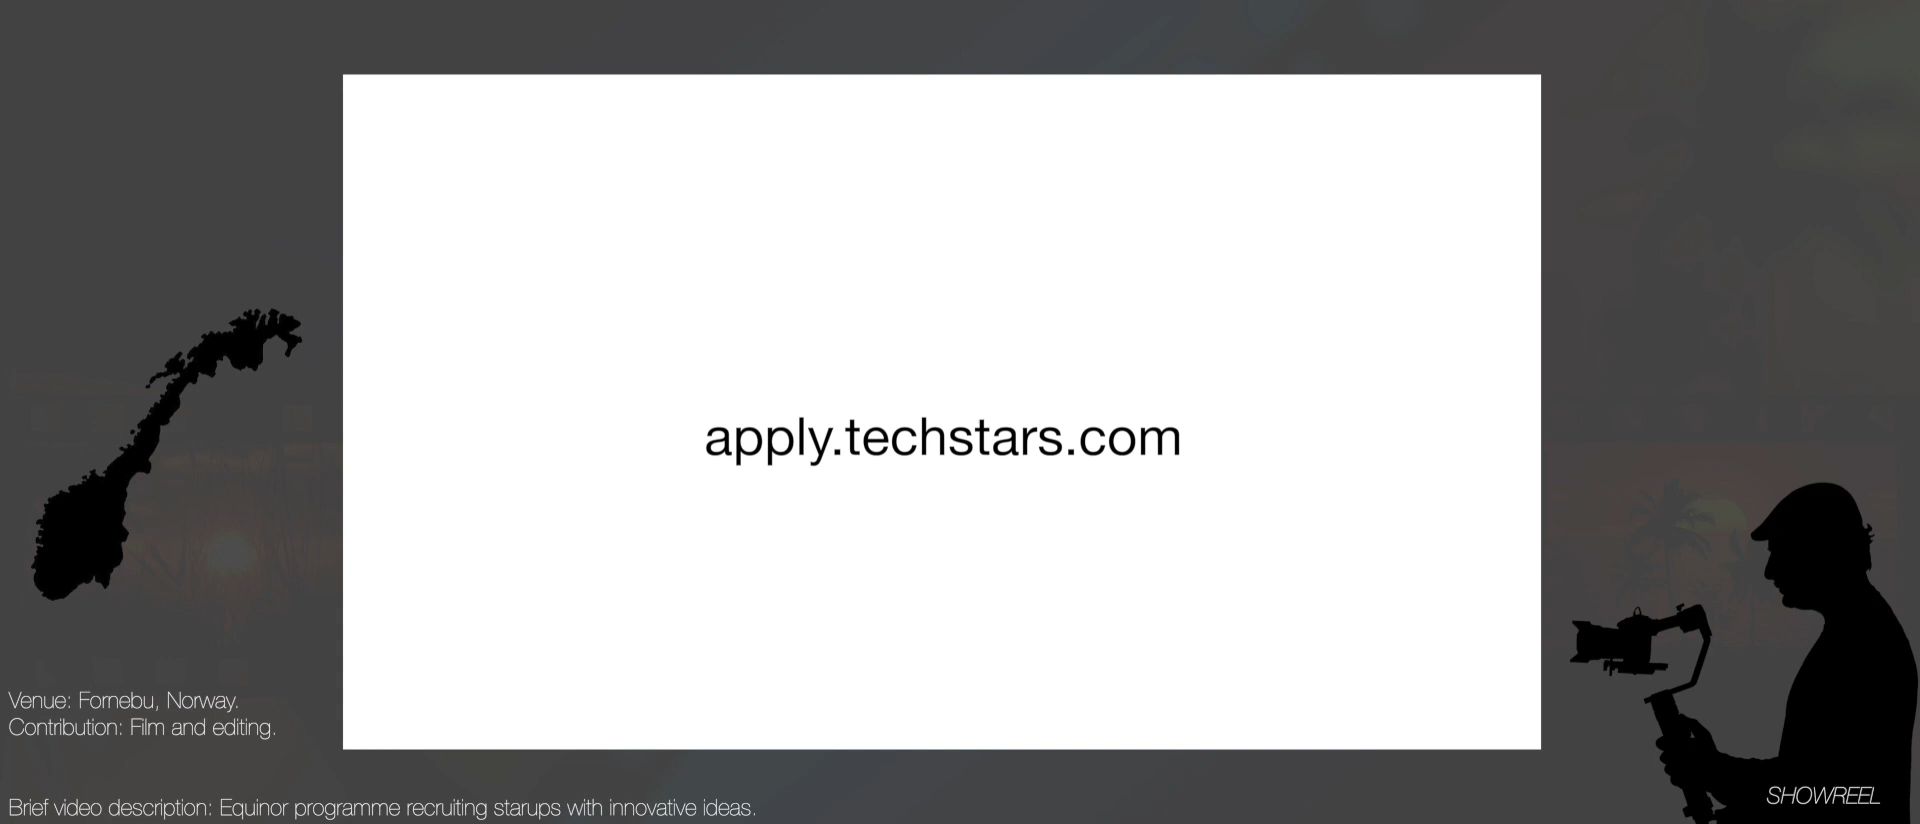 apply.techstars.com
Venue: Fornebu, Norway.
Contribution: Film and editing.
Brief video description: Equinor programme recruiting starups with innovative ideas.
SHOWREEL